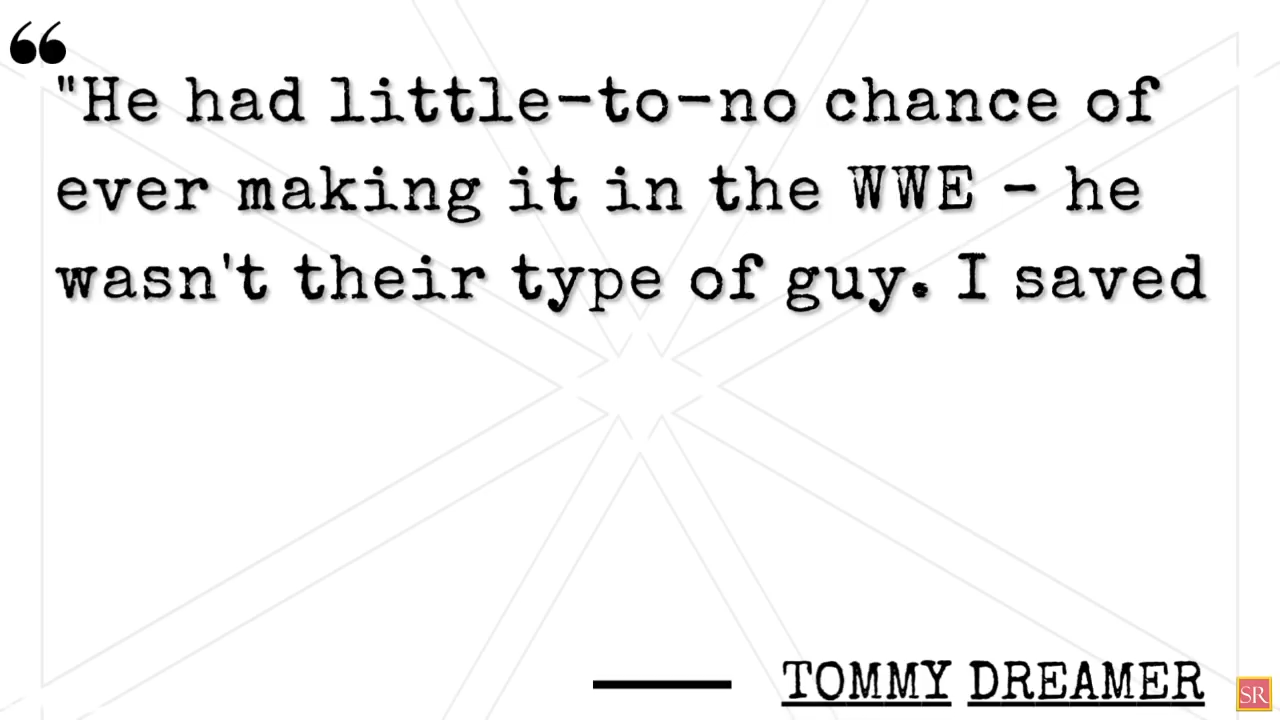 “
"He had little-to-no chance of
ever making it in the WWE - he
wasn't their type of guy. I saved
TOMMY DREAMER
SR